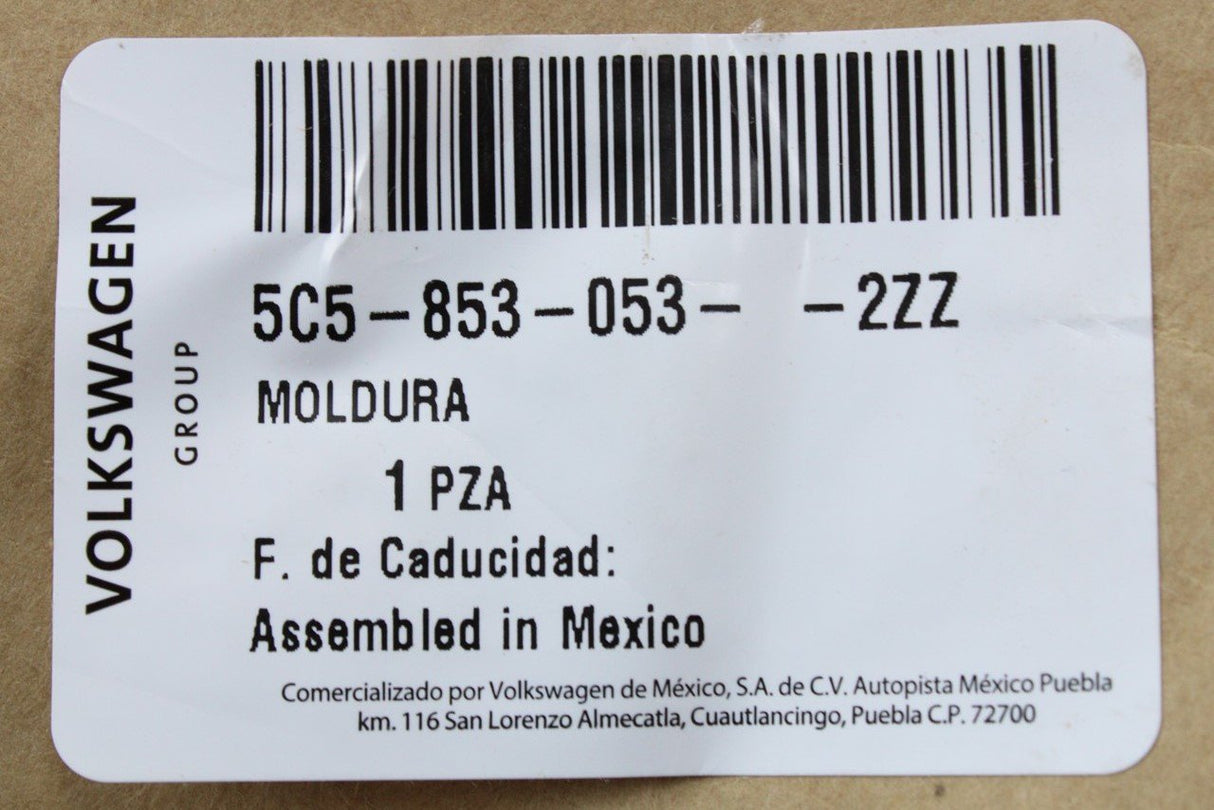 VOLKSWAGEN
GROUP
5C5-853-053- -2ZZ
MOLDURA
1 PZA
F. de Caducidad:
Assembled in Mexico
Comercializado por Volkswagen de México, S.A. de C.V. Autopista México Puebla
km. 116 San Lorenzo Almecatla, Cuautlancingo, Puebla C.P. 72700